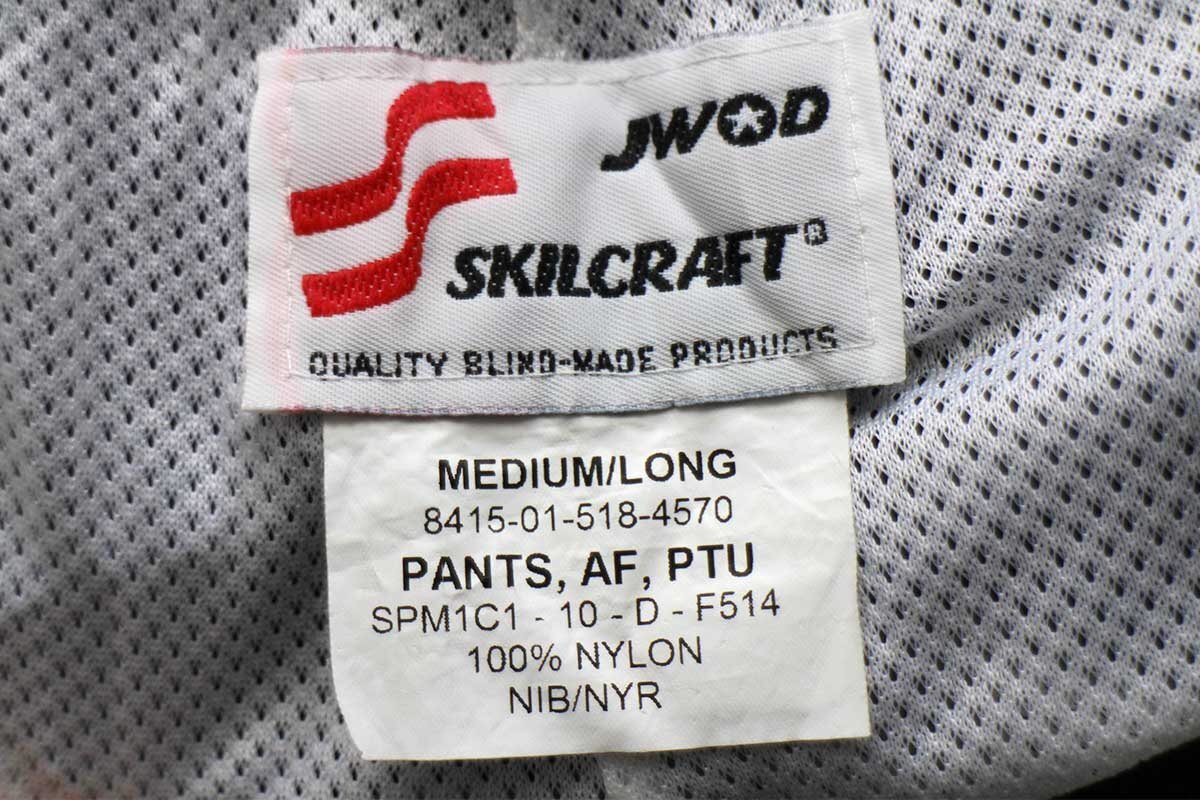 JWOD
SKILCRAFT®
QUALITY BLIND-MADE PRODUCTS
MEDIUM/LONG
8415-01-518-4570
PANTS, AF, PTU
SPM1C1 - 10 - D - F514
100% NYLON
NIB/NYR